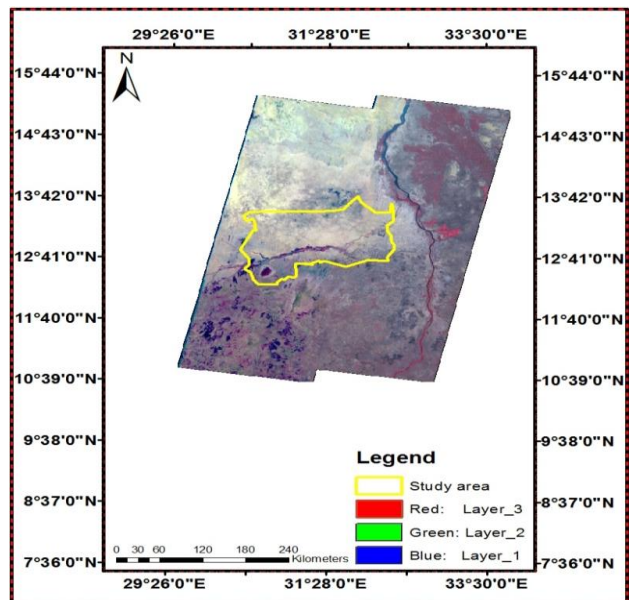 29°26'0"E 31°28'0"E 33°30'0"E
N
15°44'0"N 15°44'0"N
14°43'0"N 14°43'0"N
13°42'0"N 13°42'0"N
12°41'0"N 12°41'0"N
11°40'0"N 11°40'0"N
10°39'0"N 10°39'0"N
9°38'0"N 9°38'0"N
Legend
Study area
8°37'0"N Red: Layer_3 8°37'0"N
Green: Layer_2
0 30 60 120 180 240 Kilometers Blue: Layer_1
7°36'0"N 7°36'0"N
29°26'0"E 31°28'0"E 33°30'0"E